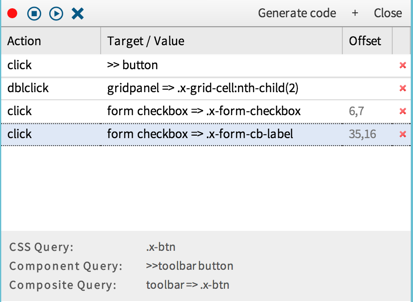 Generate code + Close
Action Target / Value Offset
click >> button
dblclick gridpanel => .x-grid-cell:nth-child(2)
click form checkbox => .x-form-checkbox 6,7
click form checkbox => .x-form-cb-label 35,16
CSS Query: .x-btn
Component Query: >>toolbar button
Composite Query: toolbar => .x-btn